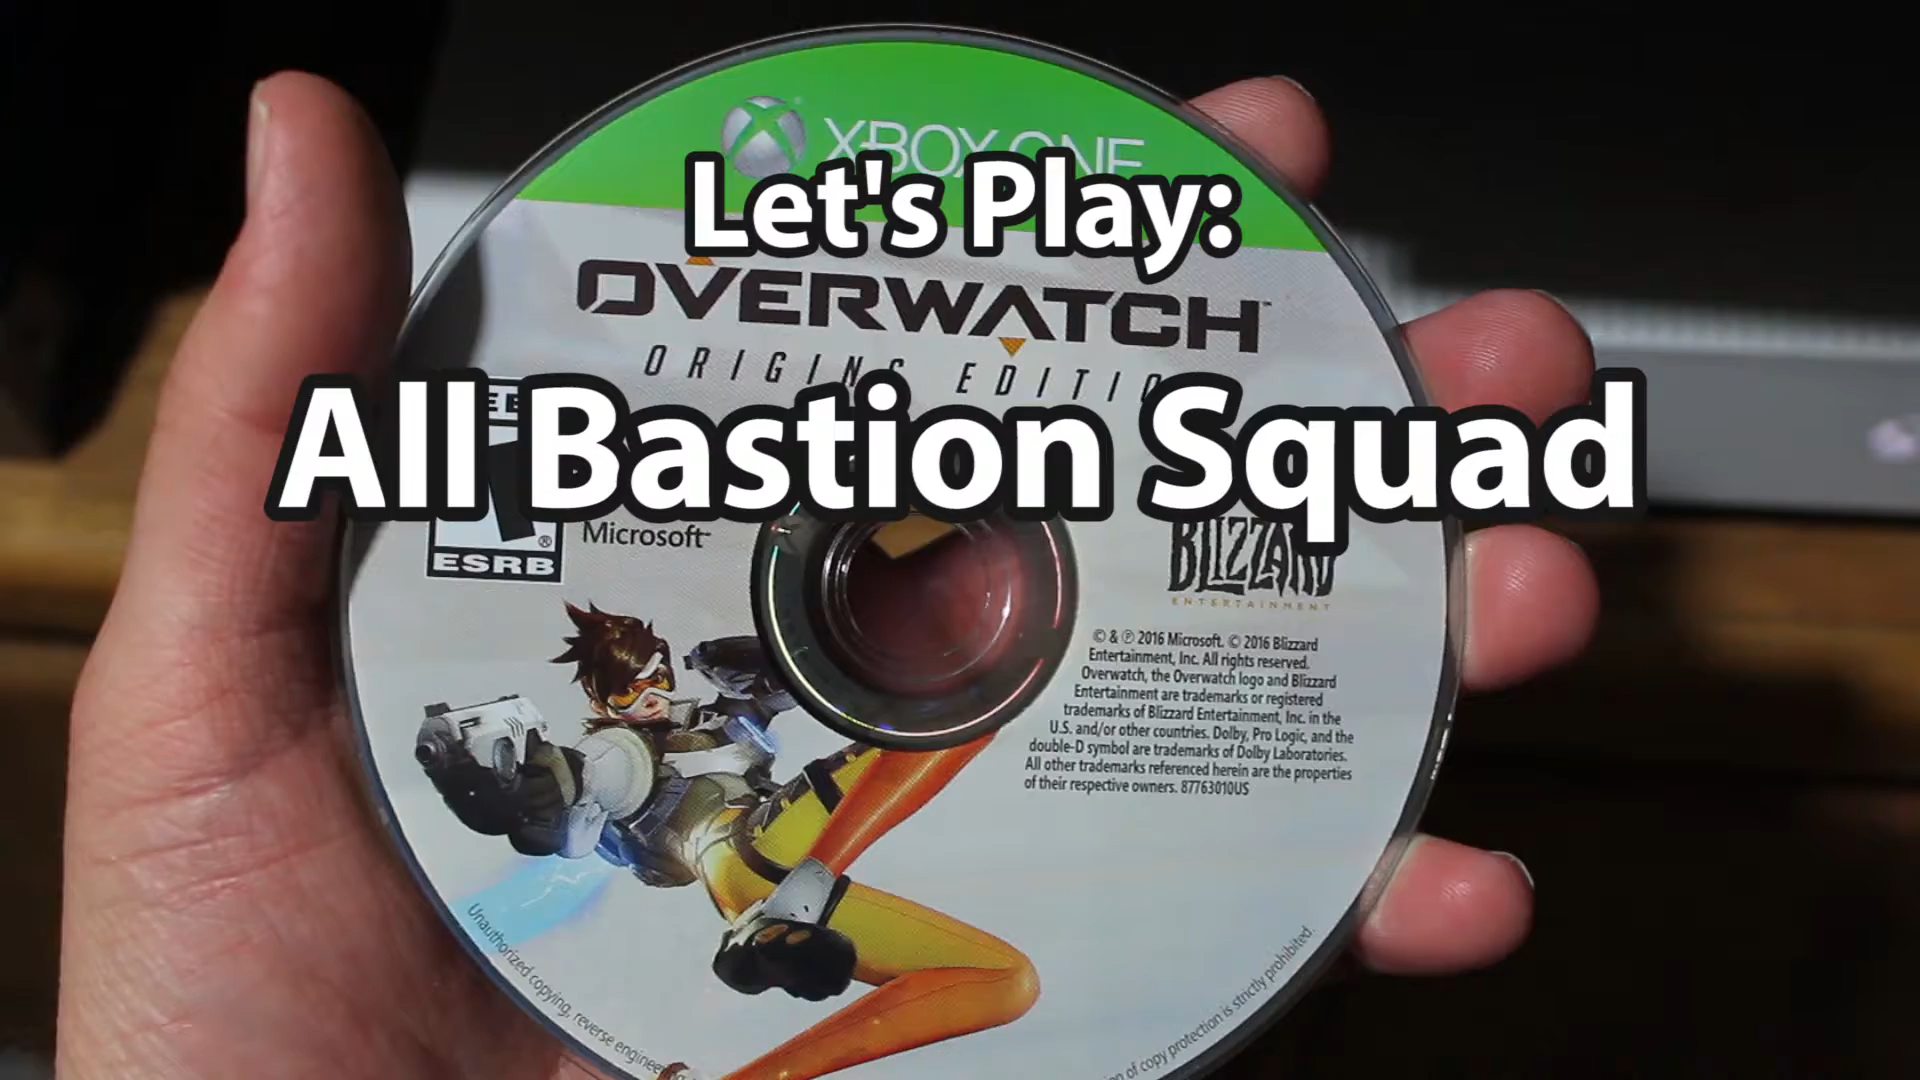 XBOX ONE
Let's Play:
OVERWATCH™
ORIGINS EDITION
All Bastion Squad
Microsoft
ESRB
BLIZZARD
ENTERTAINMENT
© & ℗ 2016 Microsoft. © 2016 Blizzard
Entertainment, Inc. All rights reserved.
Overwatch, the Overwatch logo and Blizzard
Entertainment are trademarks or registered
trademarks of Blizzard Entertainment, Inc. in the
U.S. and/or other countries. Dolby, Pro Logic, and the
double-D symbol are trademarks of Dolby Laboratories.
All other trademarks referenced herein are the properties
of their respective owners. 87763010US
Unauthorized copying, reverse
of copy protection is strictly prohibited.